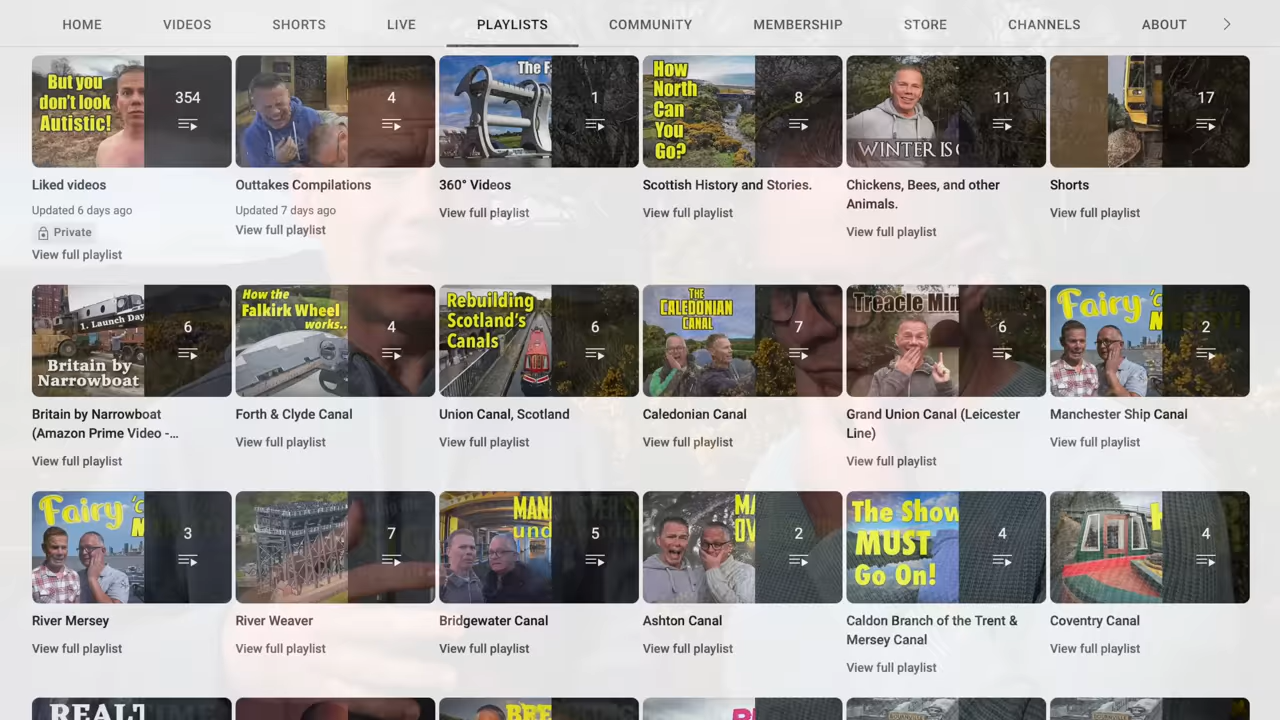 HOME VIDEOS SHORTS LIVE PLAYLISTS COMMUNITY MEMBERSHIP STORE CHANNELS ABOUT
But you
don't look
Autistic!
354
4
The F
1
How
North
Can
You
Go?
8
WINTER IS
11
17
Liked videos
Updated 6 days ago
Private
View full playlist
Outtakes Compilations
Updated 7 days ago
View full playlist
360° Videos
View full playlist
Scottish History and Stories.
View full playlist
Chickens, Bees, and other
Animals.
View full playlist
Shorts
View full playlist
1. Launch Day
Britain by
Narrowboat
6
How the
Falkirk Wheel
works..
4
Rebuilding
Scotland's
Canals
6
THE
CALEDONIAN
CANAL
7
Treacle Min
6
Fairy 'C
M
2
Britain by Narrowboat
(Amazon Prime Video -...
View full playlist
Forth & Clyde Canal
View full playlist
Union Canal, Scotland
View full playlist
Caledonian Canal
View full playlist
Grand Union Canal (Leicester
Line)
View full playlist
Manchester Ship Canal
View full playlist
Fairy 'C
M
3
7
MAN
und
5
MA
OV
2
The Show
MUST
Go On!
4
4
River Mersey
View full playlist
River Weaver
View full playlist
Bridgewater Canal
View full playlist
Ashton Canal
View full playlist
Caldon Branch of the Trent &
Mersey Canal
View full playlist
Coventry Canal
View full playlist
REALT
BRE